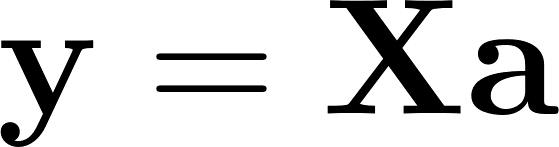 y = Xa